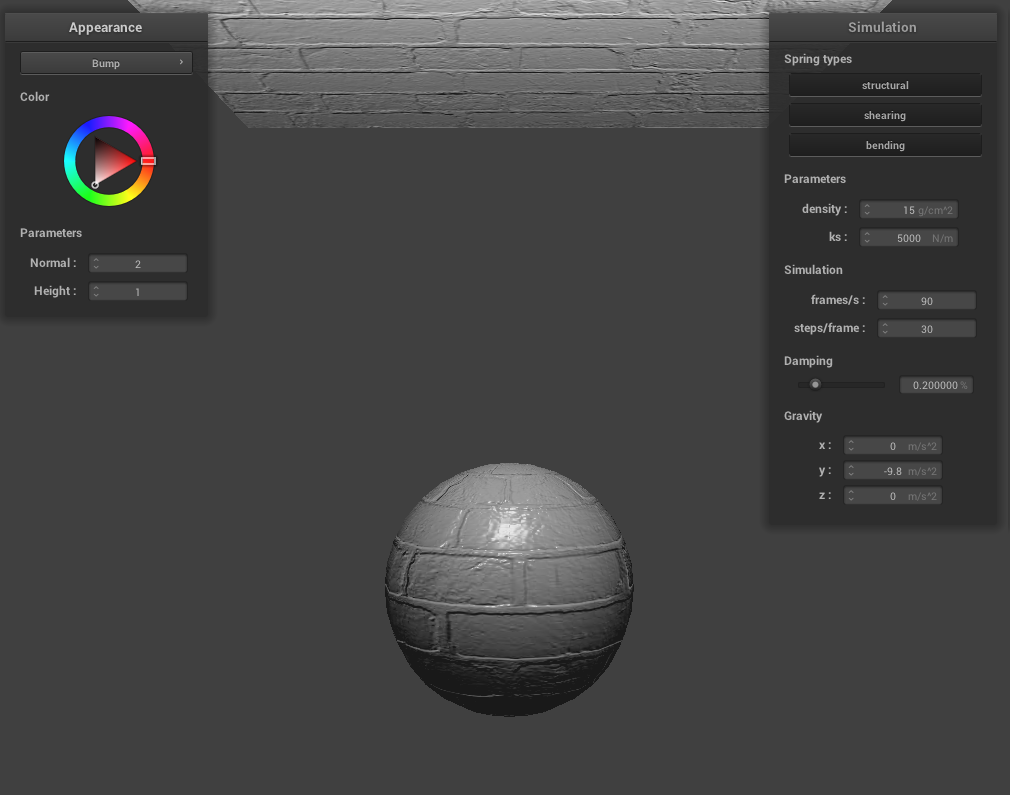 Appearance
Bump
Color
Parameters
Normal : 2
Height : 1
Simulation
Spring types
structural
shearing
bending
Parameters
density : 15 g/cm^2
ks : 5000 N/m
Simulation
frames/s : 90
steps/frame : 30
Damping
0.200000 %
Gravity
x : 0 m/s^2
y : -9.8 m/s^2
z : 0 m/s^2